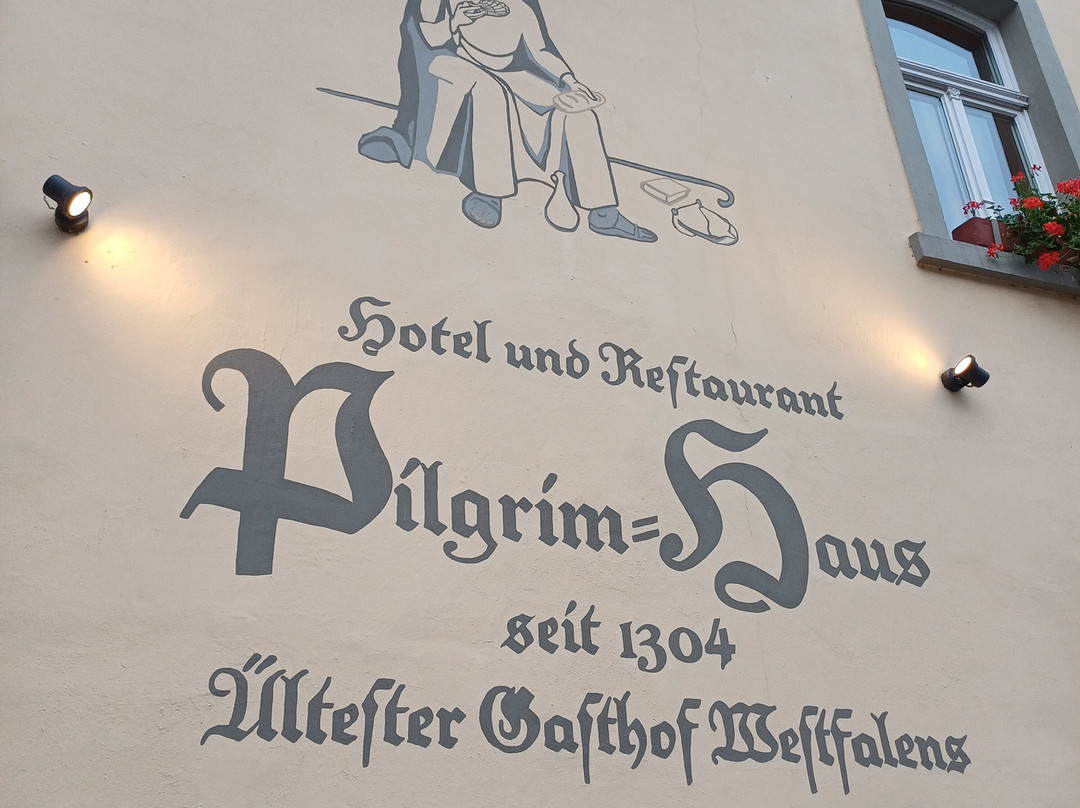 Hotel und Reſtaurant
Pilgrim=Haus
seit 1304
Älteſter Gaſthof Weſtfalens